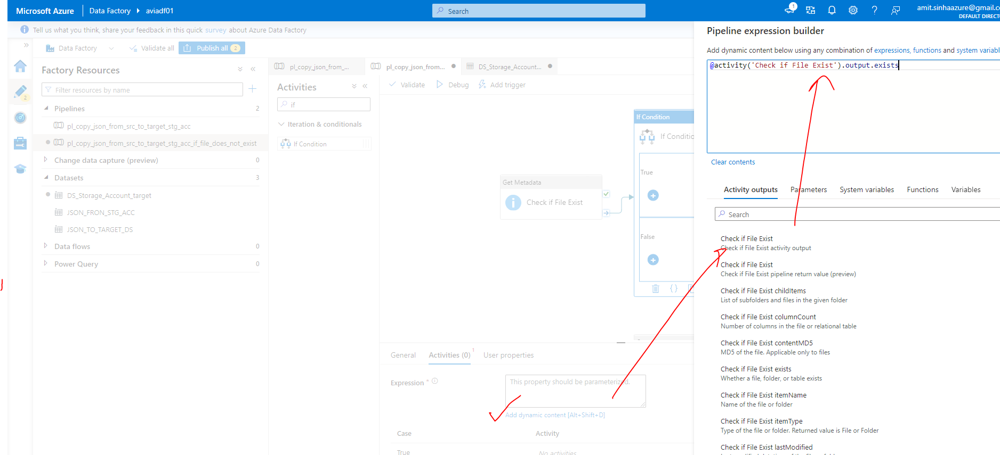 Microsoft Azure
Data Factory
aviadf01
Search
1
amit.sinhaazure@gmail.c
DEFAULT DIRECT
Tell us what you think, share your feedback in this quick survey about Azure Data Factory
Data Factory
Validate all
Publish all
2
2
Factory Resources
Filter resources by name
Pipelines
2
pl_copy_json_from_src_to_target_stg_acc
pl_copy_json_from_src_to_target_stg_acc_if_file_does_not_exist
Change data capture (preview)
0
Datasets
3
DS_Storage_Account_target
JSON_FRON_STG_ACC
JSON_TO_TARGET_DS
Data flows
0
Power Query
0
pl_copy_json_from_...
pl_copy_json_from...
DS_Storage_Account...
Activities
if
Iteration & conditionals
If Condition
Validate
Debug
Add trigger
Get Metadata
Check if File Exist
If Condition
If Conditio
True
False
General
Activities (0)
1
User properties
Expression *
This property should be parameterized.
Add dynamic content [Alt+Shift+D]
Case
Activity
True
No activities
Pipeline expression builder
Add dynamic content below using any combination of expressions, functions and system variabl
@activity('Check if File Exist').output.exists
Clear contents
Activity outputs
Parameters
System variables
Functions
Variables
Search
Check if File Exist
Check if File Exist activity output
Check if File Exist
Check if File Exist pipeline return value (preview)
Check if File Exist childItems
List of subfolders and files in the given folder
Check if File Exist columnCount
Number of columns in the file or relational table
Check if File Exist contentMD5
MD5 of the file. Applicable only to files
Check if File Exist exists
Whether a file, folder, or table exists
Check if File Exist itemName
Name of the file or folder
Check if File Exist itemType
Type of the file or folder. Returned value is File or Folder
Check if File Exist lastModified